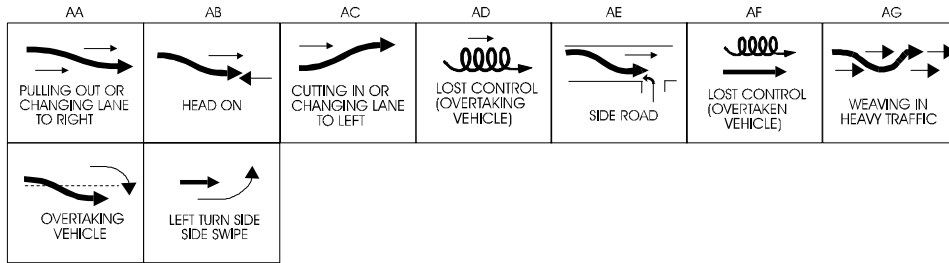 AA AB AC AD AE AF AG
PULLING OUT OR
CHANGING LANE
TO RIGHT
HEAD ON
CUTTING IN OR
CHANGING LANE
TO LEFT
LOST CONTROL
(OVERTAKING
VEHICLE)
SIDE ROAD
LOST CONTROL
(OVERTAKEN
VEHICLE)
WEAVING IN
HEAVY TRAFFIC
OVERTAKING
VEHICLE
LEFT TURN SIDE
SIDE SWIPE